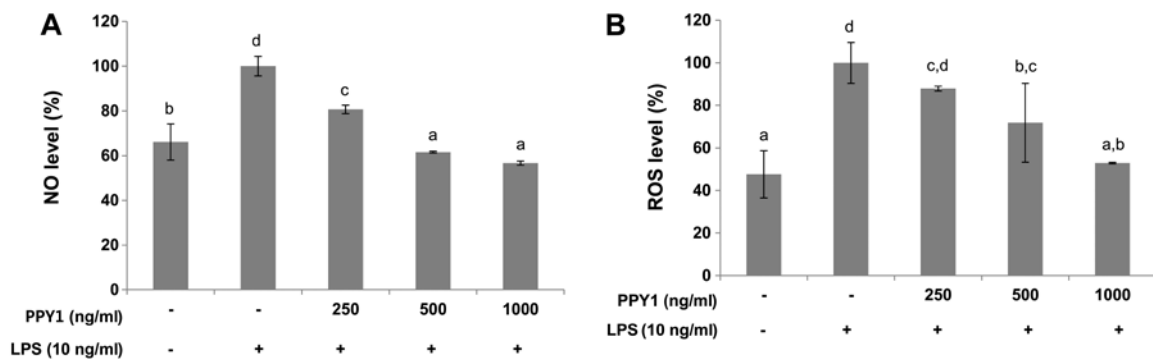 A
NO level (%)
120
100
80
60
40
20
0
b
d
c
a
a
PPY1 (ng/ml) - - 250 500 1000
LPS (10 ng/ml) - + + + +
B
ROS level (%)
120
100
80
60
40
20
0
a
d
c,d
b,c
a,b
PPY1 (ng/ml) - - 250 500 1000
LPS (10 ng/ml) - + + + +